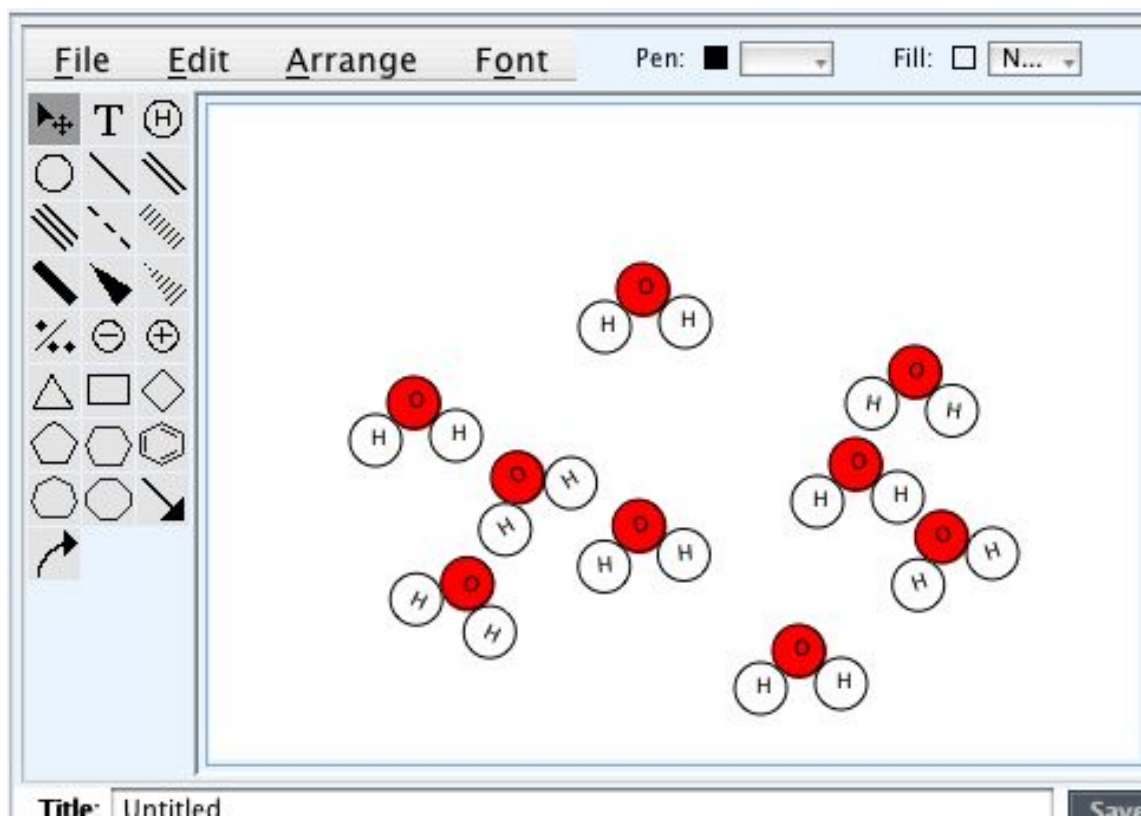 File Edit Arrange Font Pen: Fill: N...
T H
O
H H
O
H H
O
H H
O
H H
O
H H
O
H H
O
H H
O
H H
O
H H
Title: Untitled Save